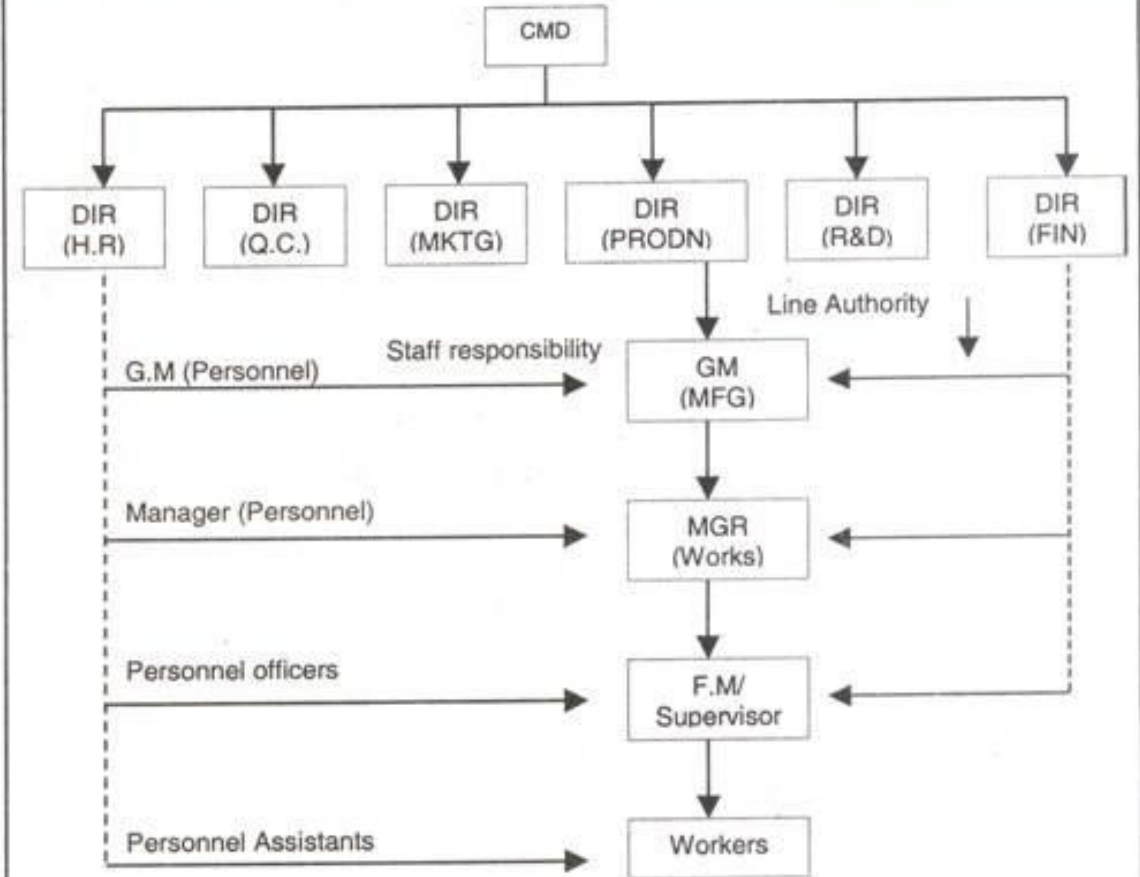 CMD
DIR
(H.R)
DIR
(Q.C.)
DIR
(MKTG)
DIR
(PRODN)
DIR
(R&D)
DIR
(FIN)
Line Authority
Staff responsibility
G.M (Personnel)
GM
(MFG)
Manager (Personnel)
MGR
(Works)
Personnel officers
F.M/
Supervisor
Personnel Assistants
Workers